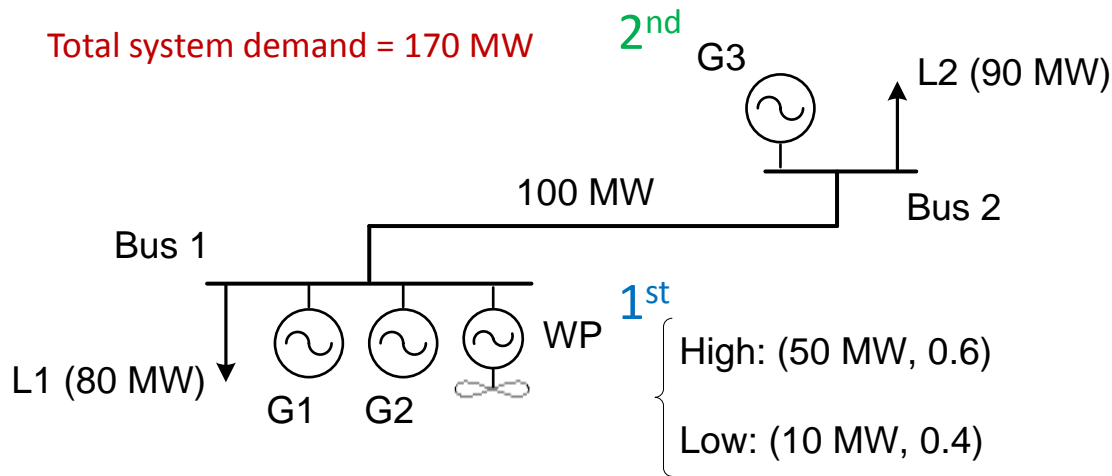 Total system demand = 170 MW
2nd
G3
L2 (90 MW)
100 MW
Bus 2
Bus 1
1st
WP
High: (50 MW, 0.6)
L1 (80 MW)
G1
G2
Low: (10 MW, 0.4)